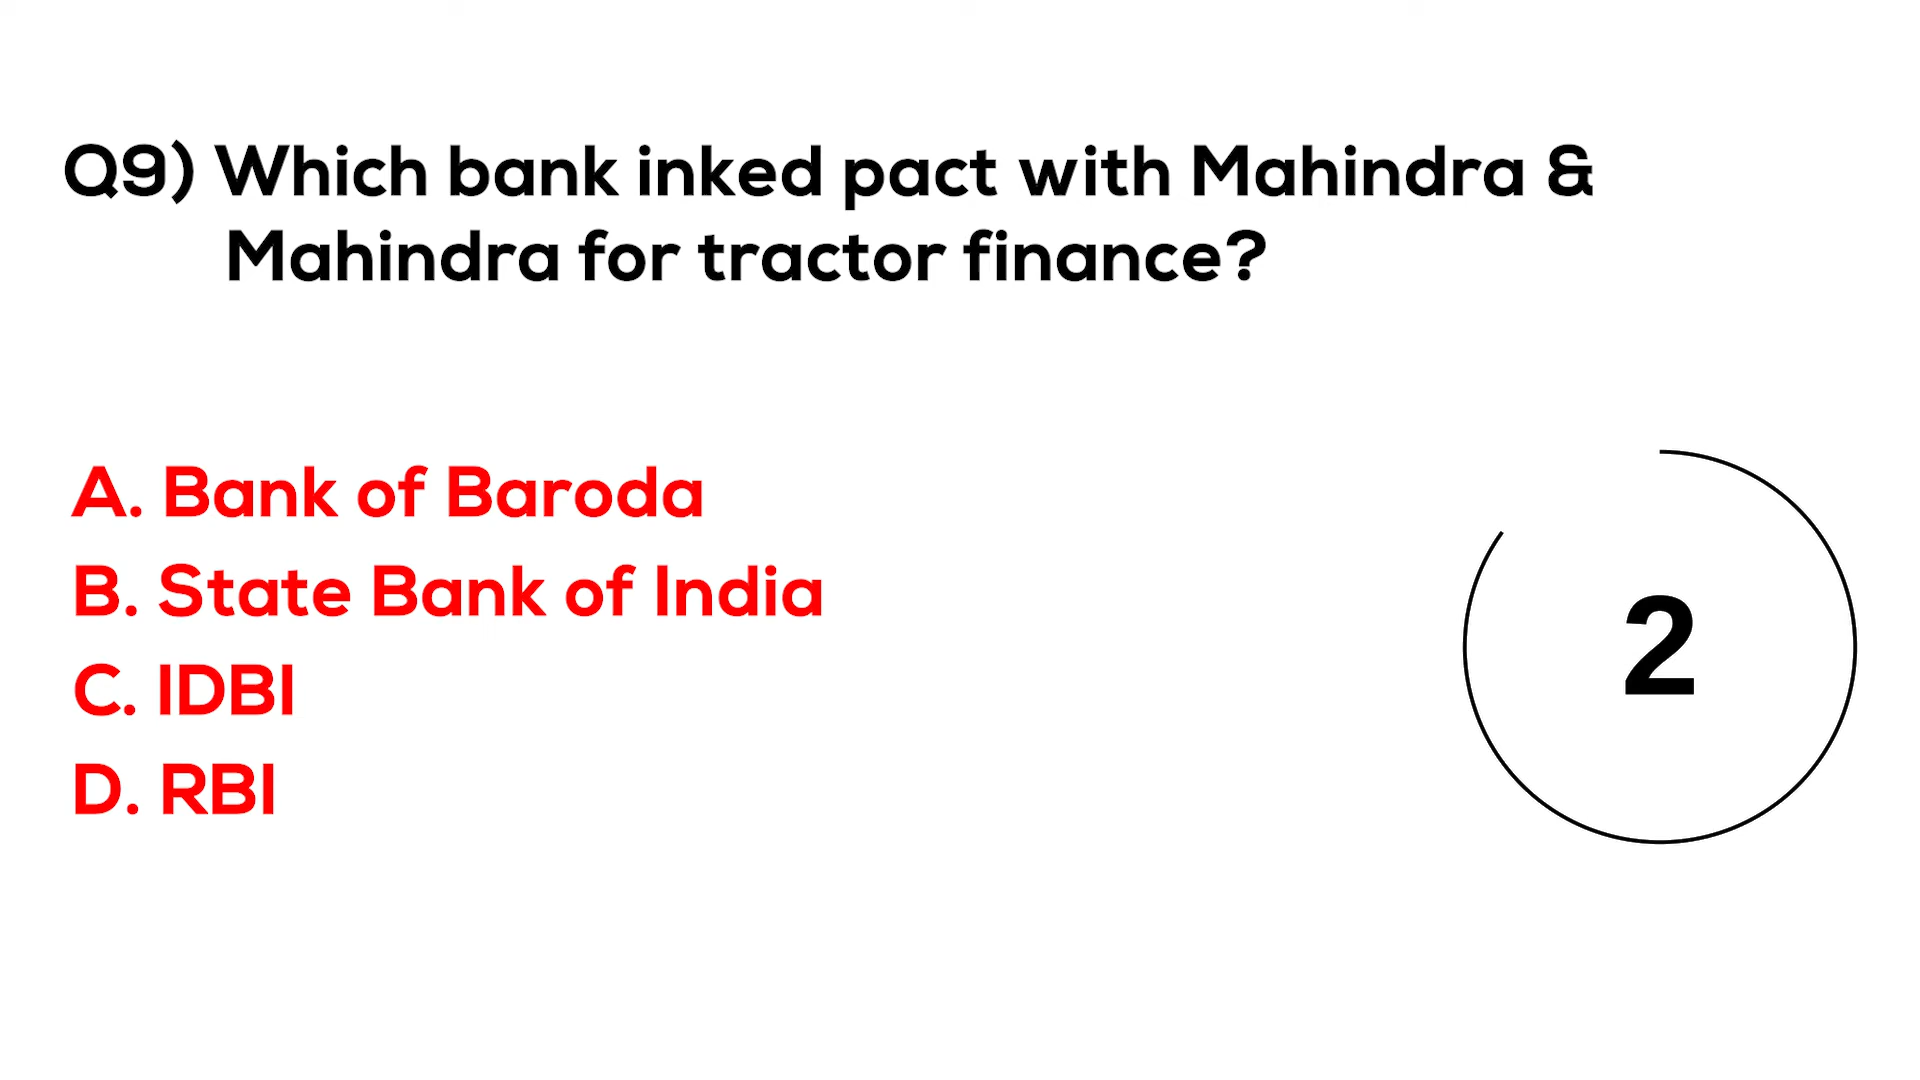 Q9) Which bank inked pact with Mahindra &
Mahindra for tractor finance?
A. Bank of Baroda
B. State Bank of India
C. IDBI
D. RBI
2